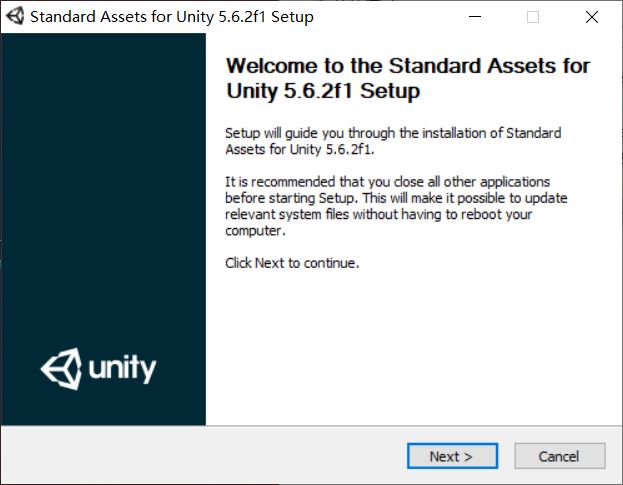 Standard Assets for Unity 5.6.2f1 Setup
Welcome to the Standard Assets for
Unity 5.6.2f1 Setup
Setup will guide you through the installation of Standard
Assets for Unity 5.6.2f1.
It is recommended that you close all other applications
before starting Setup. This will make it possible to update
relevant system files without having to reboot your
computer.
Click Next to continue.
unity
Next >
Cancel